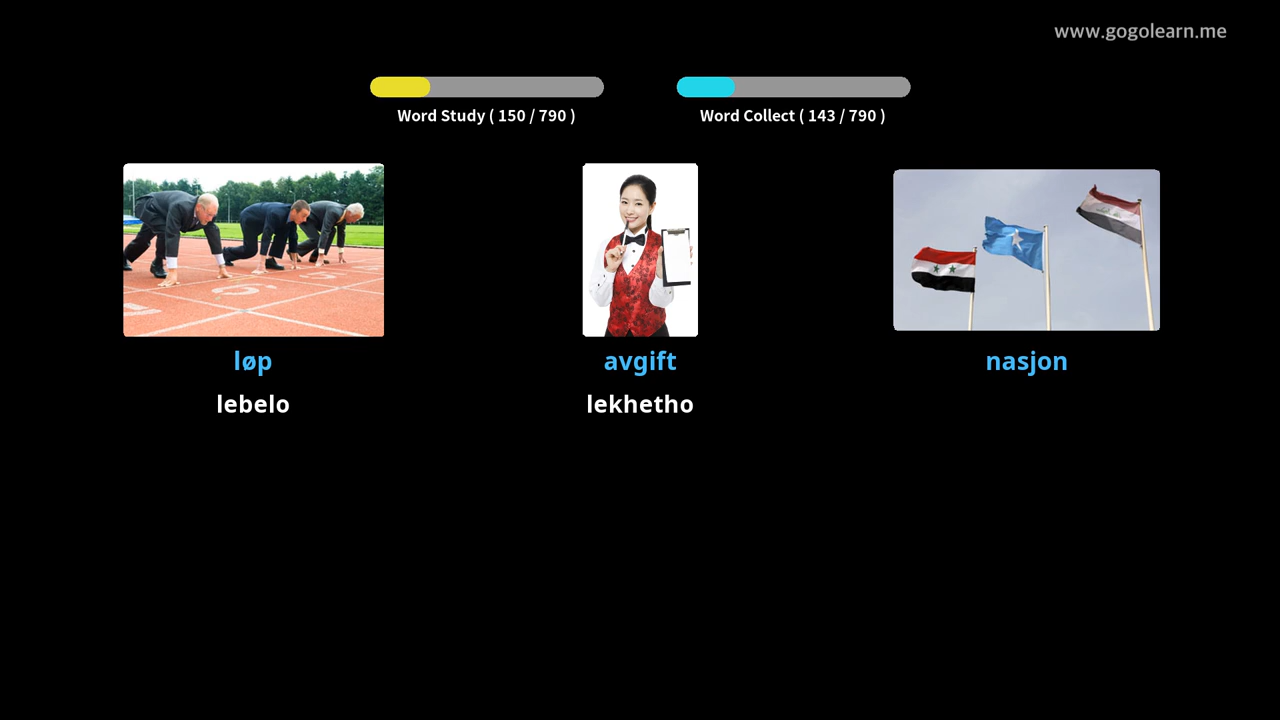 www.gogolearn.me
Word Study ( 150 / 790 )
Word Collect ( 143 / 790 )
løp
avgift
nasjon
lebelo
lekhetho